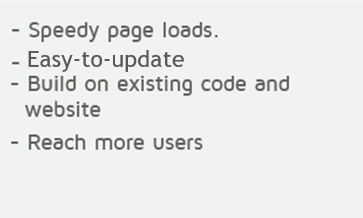 - Speedy page loads.
- Easy-to-update
- Build on existing code and
website
- Reach more users